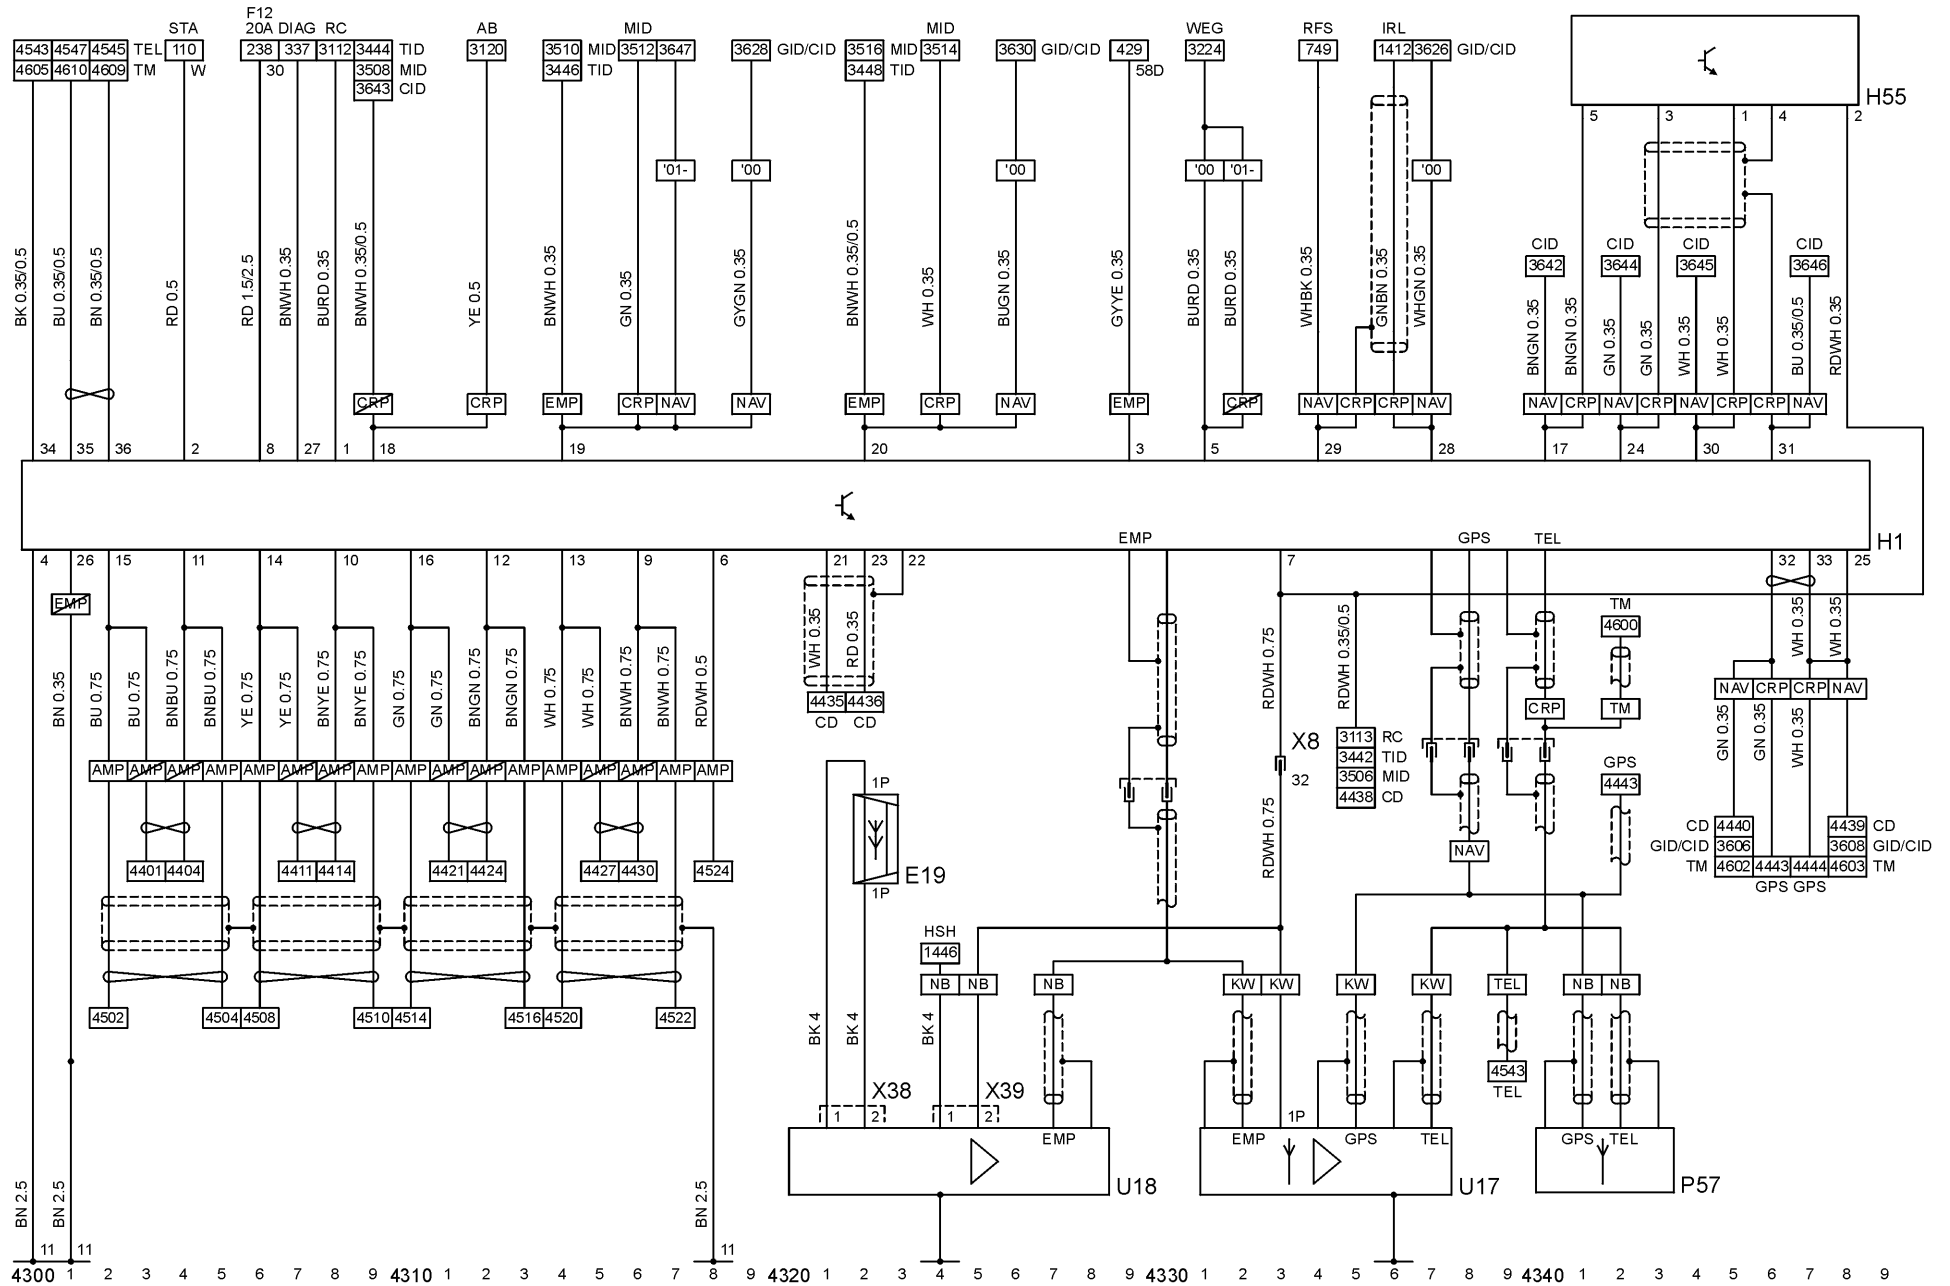 F12
STA 20A DIAG RC AB MID MID WEG RFS IRL
4543 4547 4545 TEL 110 238 337 3112 3444 TID 3120 3510 MID 3512 3647 3628 GID/CID 3516 MID 3514 3630 GID/CID 429 3224 749 1412 3626 GID/CID
4605 4610 4609 TM W 30 3508 MID 3446 TID 3448 TID 58D
3643 CID
H55
5 3 1 4 2
'01- '00 '00 '00 '01- '00
CID CID CID CID
3642 3644 3645 3646
BK 0.35/0.5
BU 0.35/0.5
BN 0.35/0.5
RD 0.5
RD 1.5/2.5
BNWH 0.35
BURD 0.35
BNWH 0.35/0.5
YE 0.5
BNWH 0.35
GN 0.35
GYGN 0.35
BNWH 0.35/0.5
WH 0.35
BUGN 0.35
GYYE 0.35
BURD 0.35
BURD 0.35
WHBK 0.35
GNBN 0.35
WHGN 0.35
BNGN 0.35
BNGN 0.35
GN 0.35
GN 0.35
WH 0.35
WH 0.35
BU 0.35/0.5
RDWH 0.35
CRP CRP EMP CRP NAV NAV EMP CRP NAV EMP CRP NAV CRP CRP NAV NAV CRP NAV CRP NAV CRP CRP NAV
34 35 36 2 8 27 1 18 19 20 3 5 29 28 17 24 30 31
EMP GPS TEL H1
4 26 15 11 14 10 16 12 13 9 6 21 23 22 7 32 33 25
EMP
TM
4600
BN 0.35
BU 0.75
BU 0.75
BNBU 0.75
BNBU 0.75
YE 0.75
YE 0.75
BNYE 0.75
BNYE 0.75
GN 0.75
GN 0.75
BNGN 0.75
BNGN 0.75
WH 0.75
WH 0.75
BNWH 0.75
BNWH 0.75
RDWH 0.5
WH 0.35
RD 0.35
RDWH 0.75
RDWH 0.35/0.5
WH 0.35
WH 0.35
4435 4436
CD CD
NAV CRP CRP NAV
CRP TM
GN 0.35
GN 0.35
WH 0.35
X8
32
3113 RC
3442 TID
3506 MID
4438 CD
AMP AMP AMP AMP AMP AMP AMP AMP AMP AMP AMP AMP AMP AMP AMP AMP AMP
GPS
4443
1P
E19
1P
RDWH 0.75
NAV
CD 4440 4439 CD
GID/CID 3606 3608 GID/CID
TM 4602 4443 4444 4603 TM
GPS GPS
4401 4404 4411 4414 4421 4424 4427 4430 4524
HSH
1446
NB NB NB KW KW KW KW TEL NB NB
4502 4504 4508 4510 4514 4516 4520 4522
BK 4
BK 4
BK 4
4543
TEL
X38 X39
1 2 1 2 1P
EMP EMP GPS TEL GPS TEL
U18 U17 P57
BN 2.5
BN 2.5
BN 2.5
11 11 11
4300 1 2 3 4 5 6 7 8 9 4310 1 2 3 4 5 6 7 8 9 4320 1 2 3 4 5 6 7 8 9 4330 1 2 3 4 5 6 7 8 9 4340 1 2 3 4 5 6 7 8 9